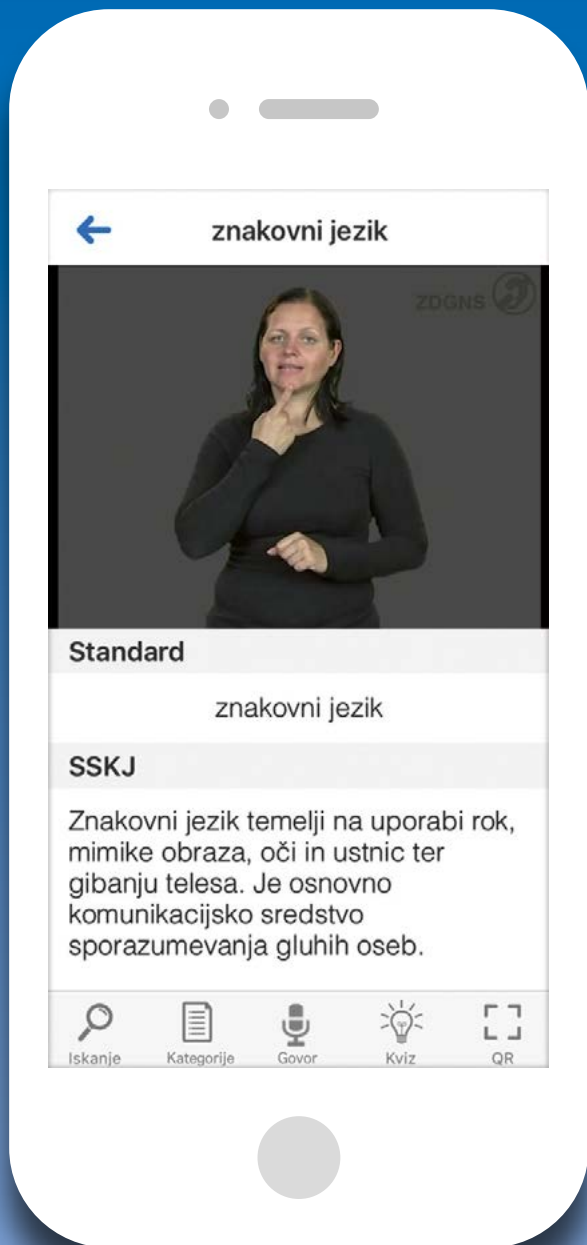 znakovni jezik
ZDGNS
Standard
znakovni jezik
SSKJ
Znakovni jezik temelji na uporabi rok,
mimike obraza, oči in ustnic ter
gibanju telesa. Je osnovno
komunikacijsko sredstvo
sporazumevanja gluhih oseb.
Iskanje Kategorije Govor Kviz QR